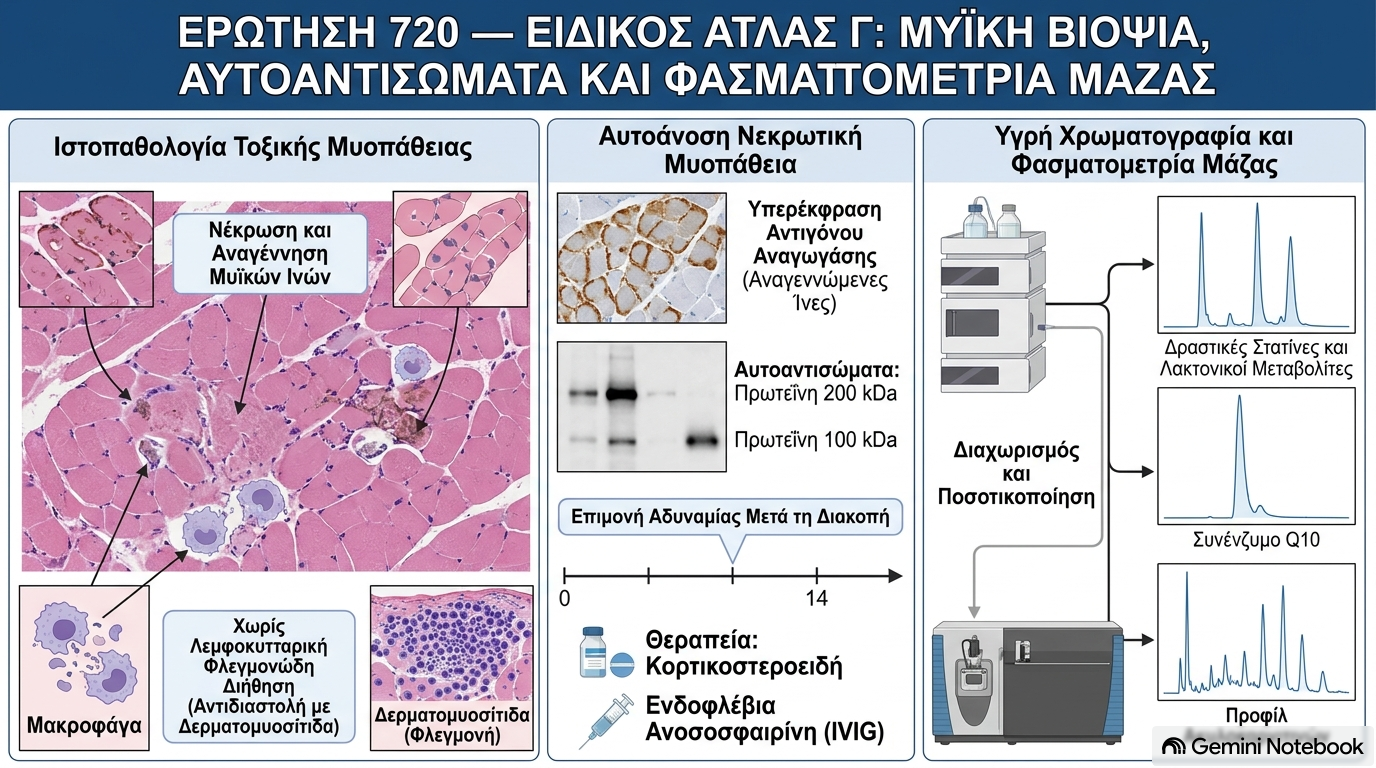 ΕΡΩΤΗΣΗ 720 — ΕΙΔΙΚΟΣ ΑΤΛΑΣ Γ: ΜΥΪΚΗ ΒΙΟΨΙΑ,
ΑΥΤΟΑΝΤΙΣΩΜΑΤΑ ΚΑΙ ΦΑΣΜΑΤΤΟΜΕΤΡΙΑ ΜΑΖΑΣ
Ιστοπαθολογία Τοξικής Μυοπάθειας
Νέκρωση και
Αναγέννηση
Μυϊκών Ινών
Μακροφάγα
Χωρίς
Λεμφοκυτταρική
Φλεγμονώδη
Διήθηση
(Αντιδιαστολή με
Δερματομυοσίτιδα)
Δερματομυοσίτιδα
(Φλεγμονή)
Αυτοάνοση Νεκρωτική
Μυοπάθεια
Υπερέκφραση
Αντιγόνου
Αναγωγάσης
(Αναγεννώμενες
Ίνες)
Αυτοαντισώματα:
Πρωτεΐνη 200 kDa
Πρωτεΐνη 100 kDa
Επιμονή Αδυναμίας Μετά τη Διακοπή
0
14
Θεραπεία:
Κορτικοστεροειδή
Ενδοφλέβια
Ανοσοσφαιρίνη (IVIG)
Υγρή Χρωματογραφία και
Φασματομετρία Μάζας
Δραστικές Στατίνες και
Λακτονικοί Μεταβολίτες
Διαχωρισμός
και
Ποσοτικοποίηση
Συνένζυμο Q10
Προφίλ
Gemini Notebook